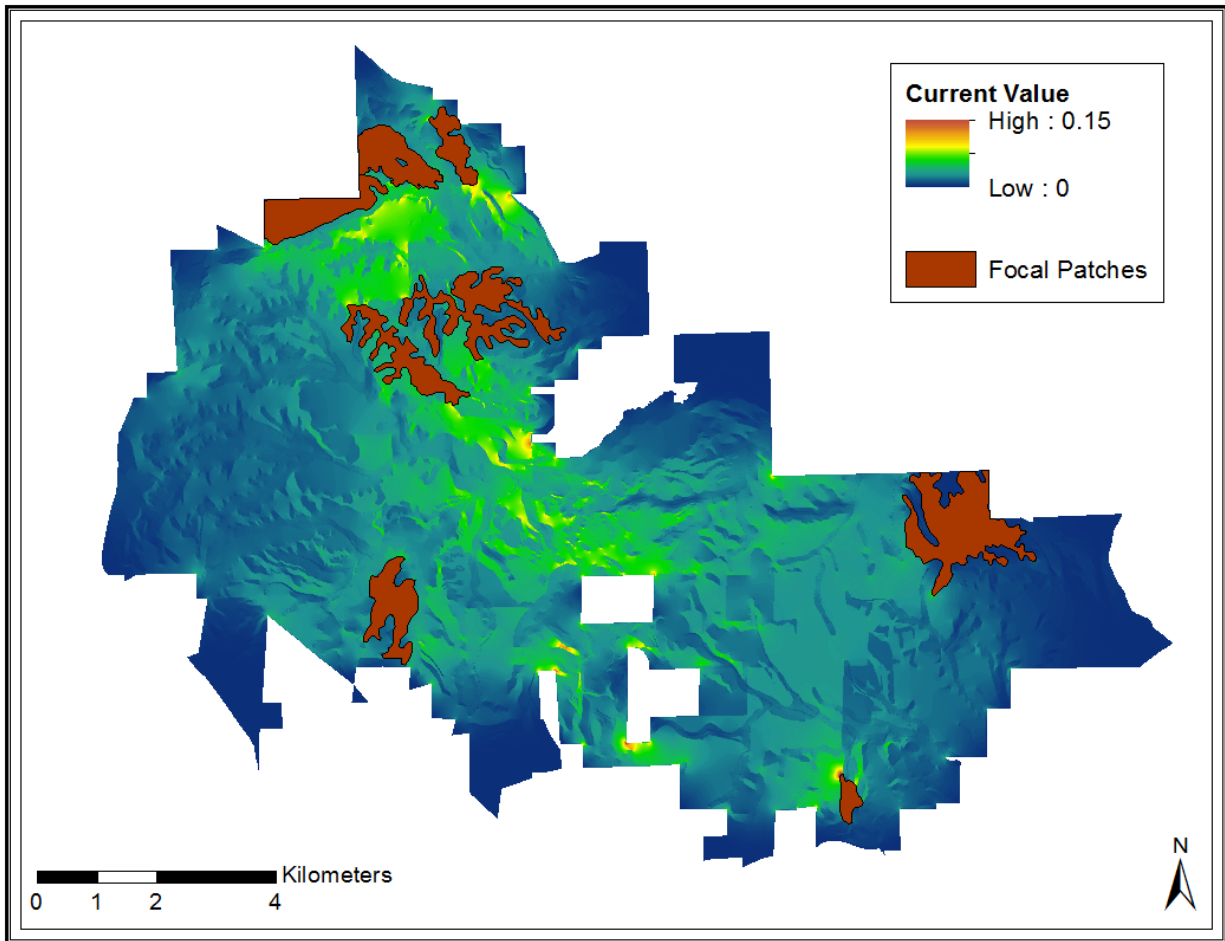 Current Value
High : 0.15
Low : 0
Focal Patches
N
Kilometers
0 1 2 4